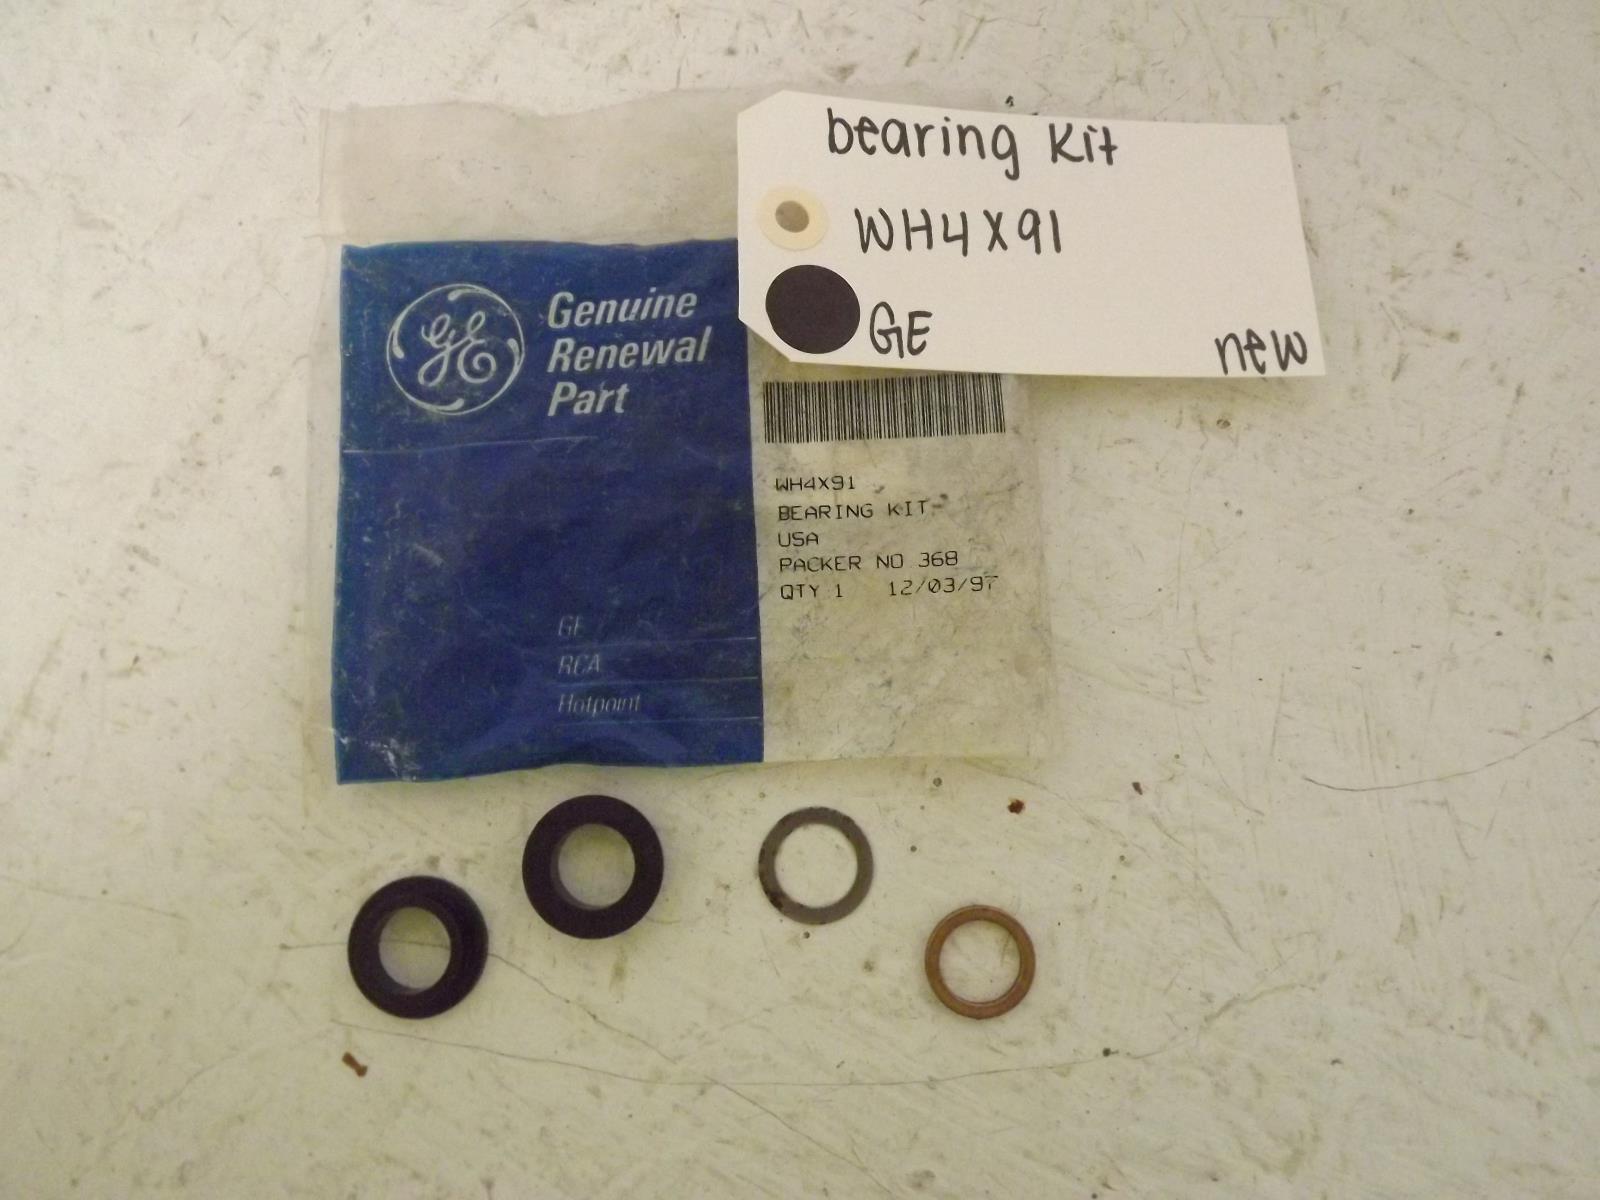 bearing Kit
WH4X91
GE
new
GE
Genuine
Renewal
Part
WH4X91
BEARING KIT
USA
PACKER NO 368
QTY 1 12/03/97
GE
RCA
Hotpoint